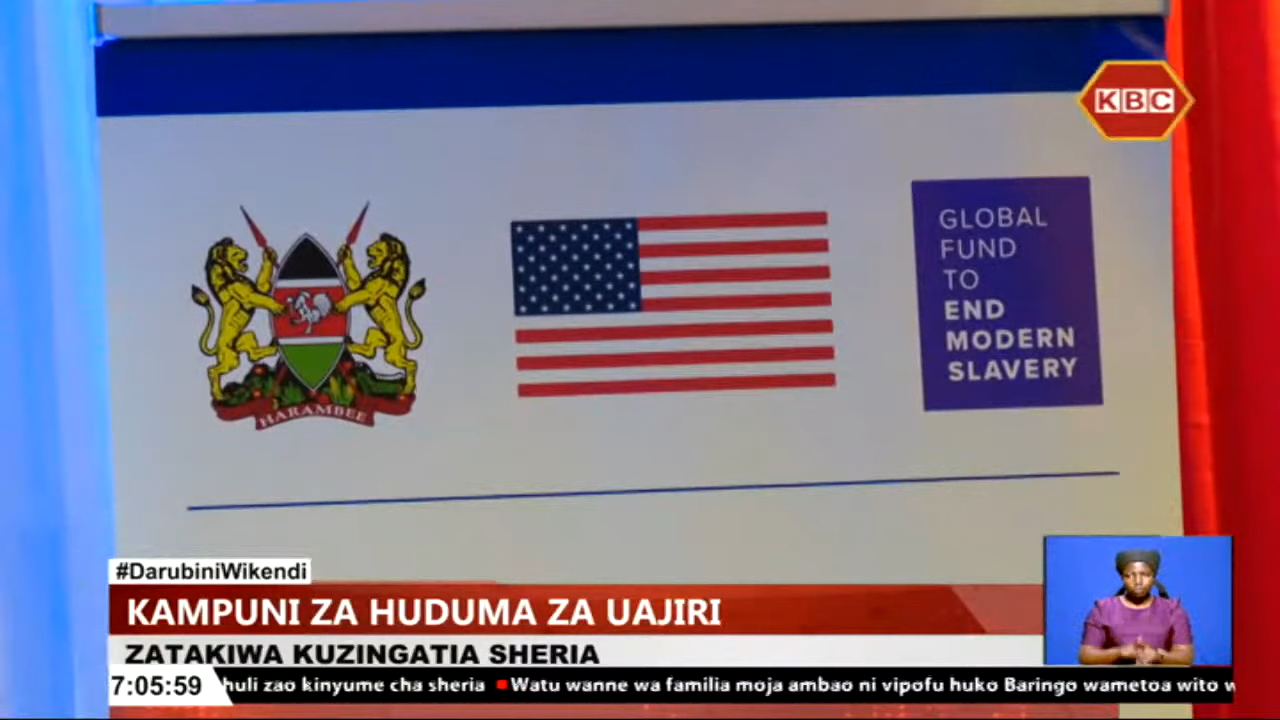 KBC
GLOBAL
FUND
TO
END
MODERN
SLAVERY
HARAMBEE
#DarubiniWikendi
KAMPUNI ZA HUDUMA ZA UAJIRI
ZATAKIWA KUZINGATIA SHERIA
7:05:59 huli zao kinyume cha sheria ■ Watu wanne wa familia moja ambao ni vipofu huko Baringo wametoa wito w